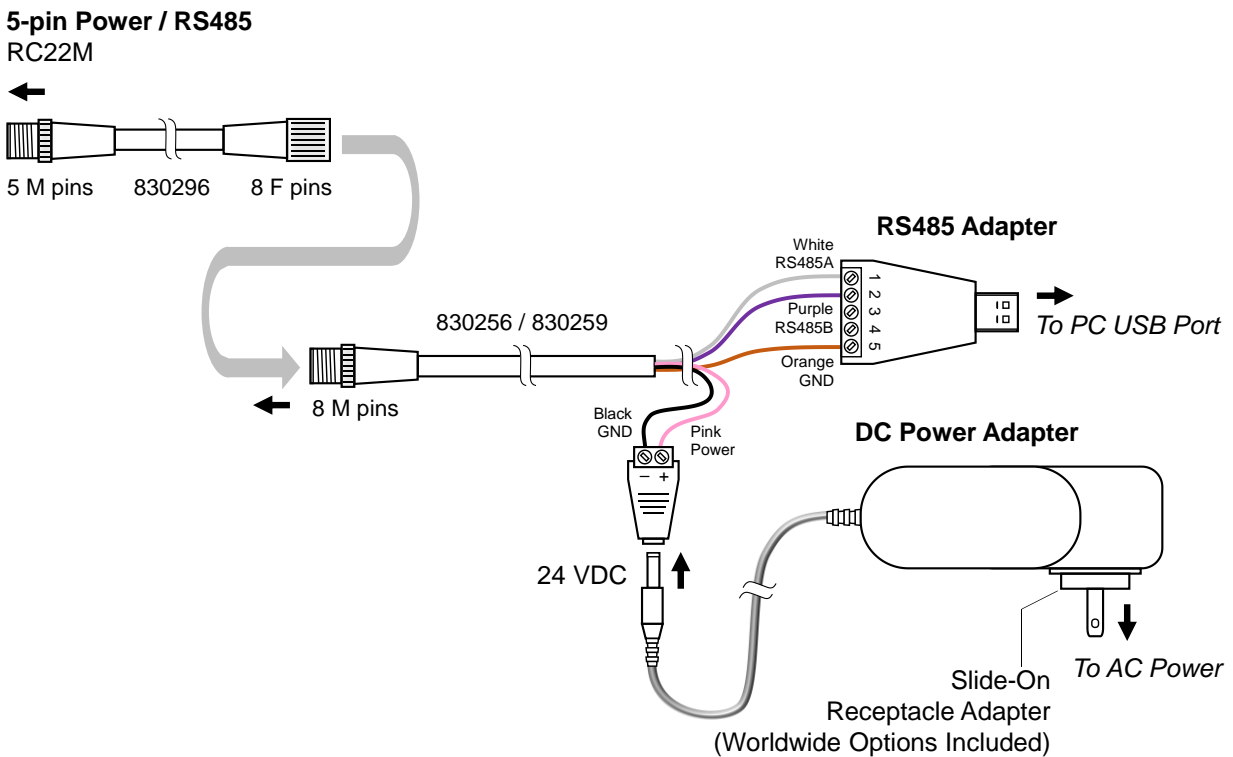 5-pin Power / RS485
RC22M
5 M pins
830296
8 F pins
RS485 Adapter
White
RS485A
1
2
3
4
5
Purple
RS485B
Orange
GND
To PC USB Port
830256 / 830259
8 M pins
Black
GND
Pink
Power
– +
DC Power Adapter
24 VDC
To AC Power
Slide-On
Receptacle Adapter
(Worldwide Options Included)